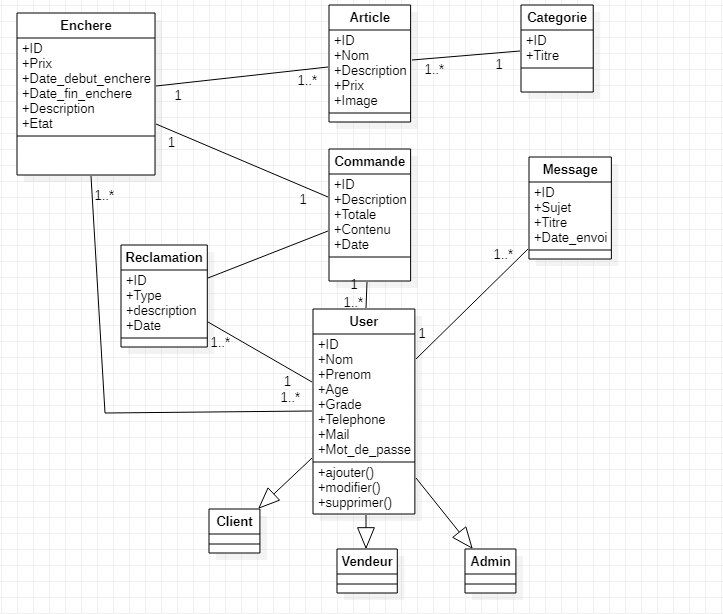 Enchere
+ID
+Prix
+Date_debut_enchere
+Date_fin_enchere
+Description
+Etat
1
1..*
Article
+ID
+Nom
+Description
+Prix
+Image
1..*
1
Categorie
+ID
+Titre
1
1
Commande
+ID
+Description
+Totale
+Contenu
+Date
Message
+ID
+Sujet
+Titre
+Date_envoi
1..*
1..*
Reclamation
+ID
+Type
+description
+Date
1..*
1
1..*
1
1..*
1
User
+ID
+Nom
+Prenom
+Age
+Grade
+Telephone
+Mail
+Mot_de_passe
+ajouter()
+modifier()
+supprimer()
Client
Vendeur
Admin